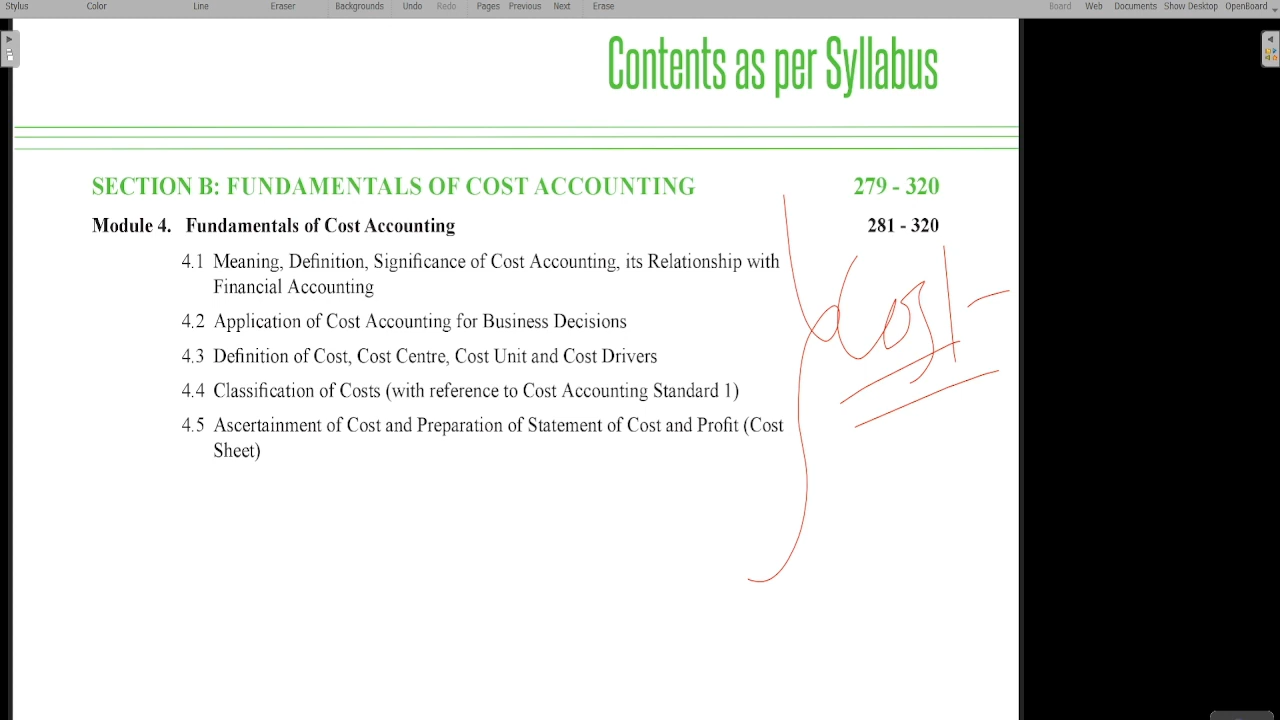 Stylus Color Line Eraser Backgrounds Undo Redo Pages Previous Next Erase Board Web Documents Show Desktop OpenBoard
Contents as per Syllabus
SECTION B: FUNDAMENTALS OF COST ACCOUNTING 279 - 320
Module 4. Fundamentals of Cost Accounting 281 - 320
4.1 Meaning, Definition, Significance of Cost Accounting, its Relationship with
Financial Accounting
4.2 Application of Cost Accounting for Business Decisions
4.3 Definition of Cost, Cost Centre, Cost Unit and Cost Drivers
4.4 Classification of Costs (with reference to Cost Accounting Standard 1)
4.5 Ascertainment of Cost and Preparation of Statement of Cost and Profit (Cost
Sheet)
Cost -